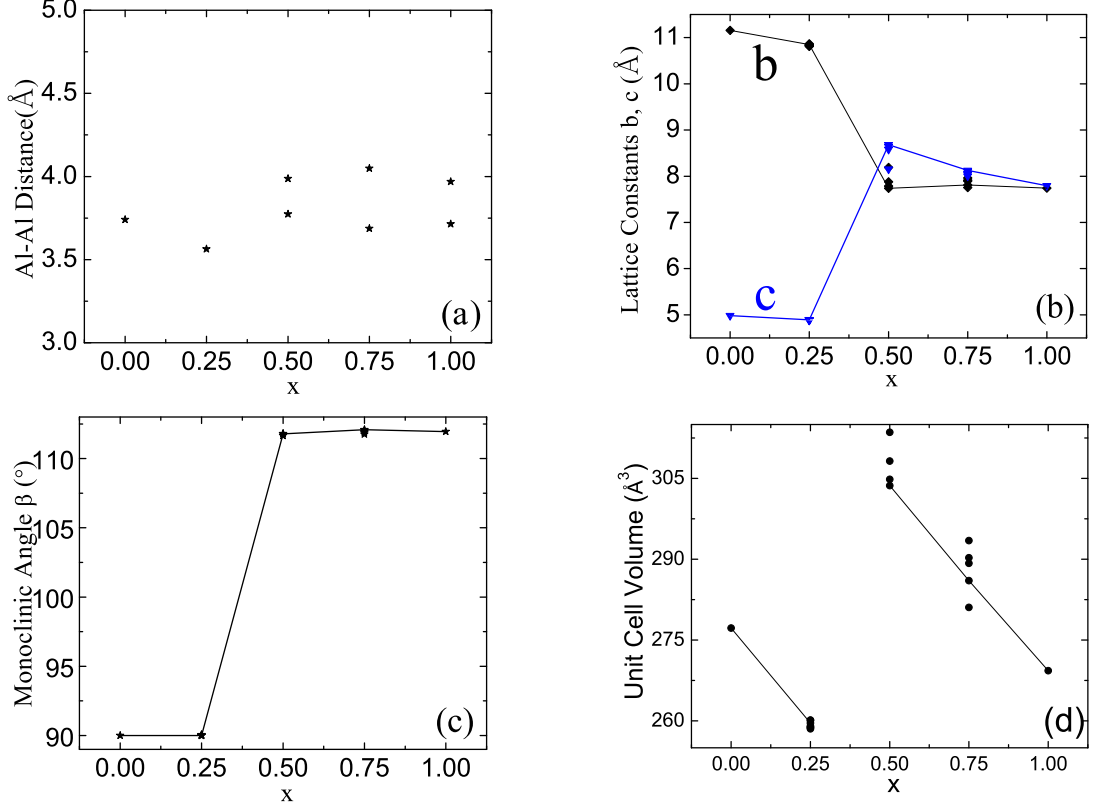 5.0
4.5
4.0
3.5
3.0
Al-Al Distance(Å)
0.00 0.25 0.50 0.75 1.00
x
(a)
11
10
9
8
7
6
5
Lattice Constants b, c (Å)
b
c
0.00 0.25 0.50 0.75 1.00
x
(b)
110
105
100
95
90
Monoclinic Angle β (°)
0.00 0.25 0.50 0.75 1.00
x
(c)
305
290
275
260
Unit Cell Volume (Å³)
0.00 0.25 0.50 0.75 1.00
x
(d)